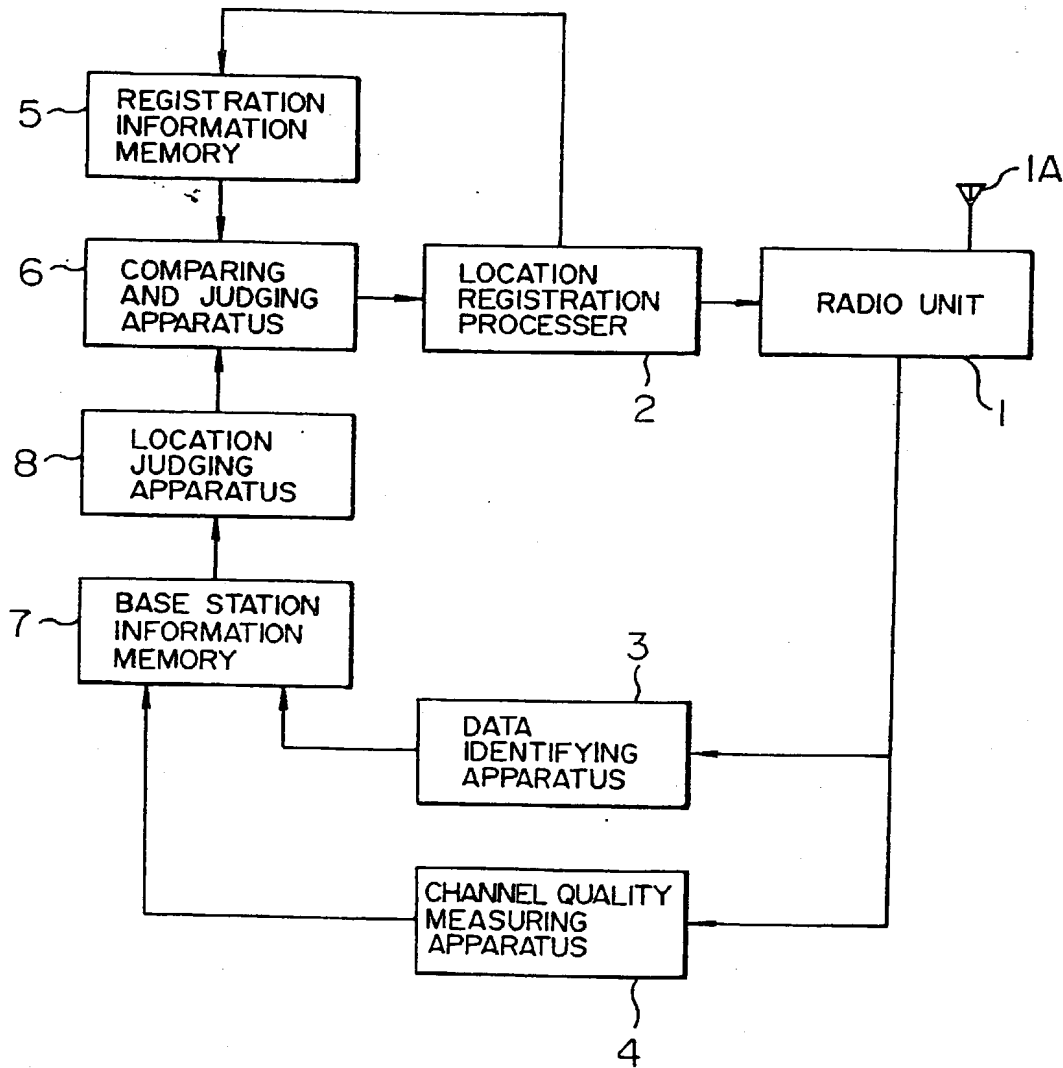 5
REGISTRATION
INFORMATION
MEMORY
1A
6
COMPARING
AND JUDGING
APPARATUS
LOCATION
REGISTRATION
PROCESSER
2
RADIO UNIT
1
8
LOCATION
JUDGING
APPARATUS
7
BASE STATION
INFORMATION
MEMORY
3
DATA
IDENTIFYING
APPARATUS
CHANNEL QUALITY
MEASURING
APPARATUS
4